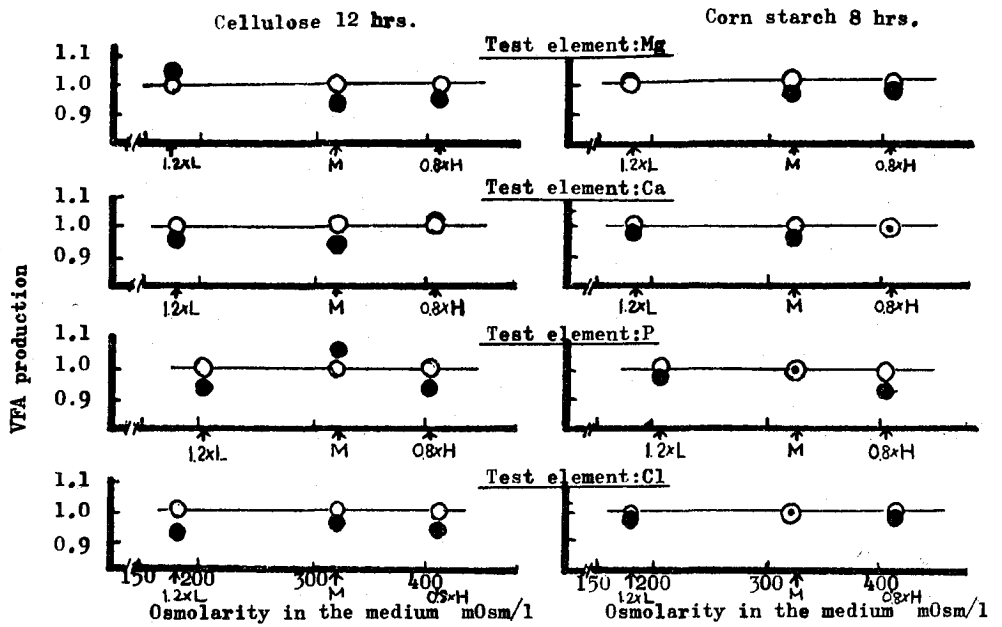 Cellulose 12 hrs.
Corn starch 8 hrs.
Test element:Mg
1.1
1.0
0.9
1.2xL
M
0.8xH
1.2xL
M
0.8xH
Test element:Ca
1.1
1.0
0.9
1.2xL
M
0.8xH
1.2xL
M
0.8xH
VFA production
Test element:P
1.1
1.0
0.9
1.2xL
M
0.8xH
1.2xL
M
0.8xH
Test element:Cl
1.1
1.0
0.9
150 200 300 400
1.2xL M 0.8xH
150 200 300 400
1.2xL M 0.8xH
Osmolarity in the medium mOsm/l
Osmolarity in the medium mOsm/l